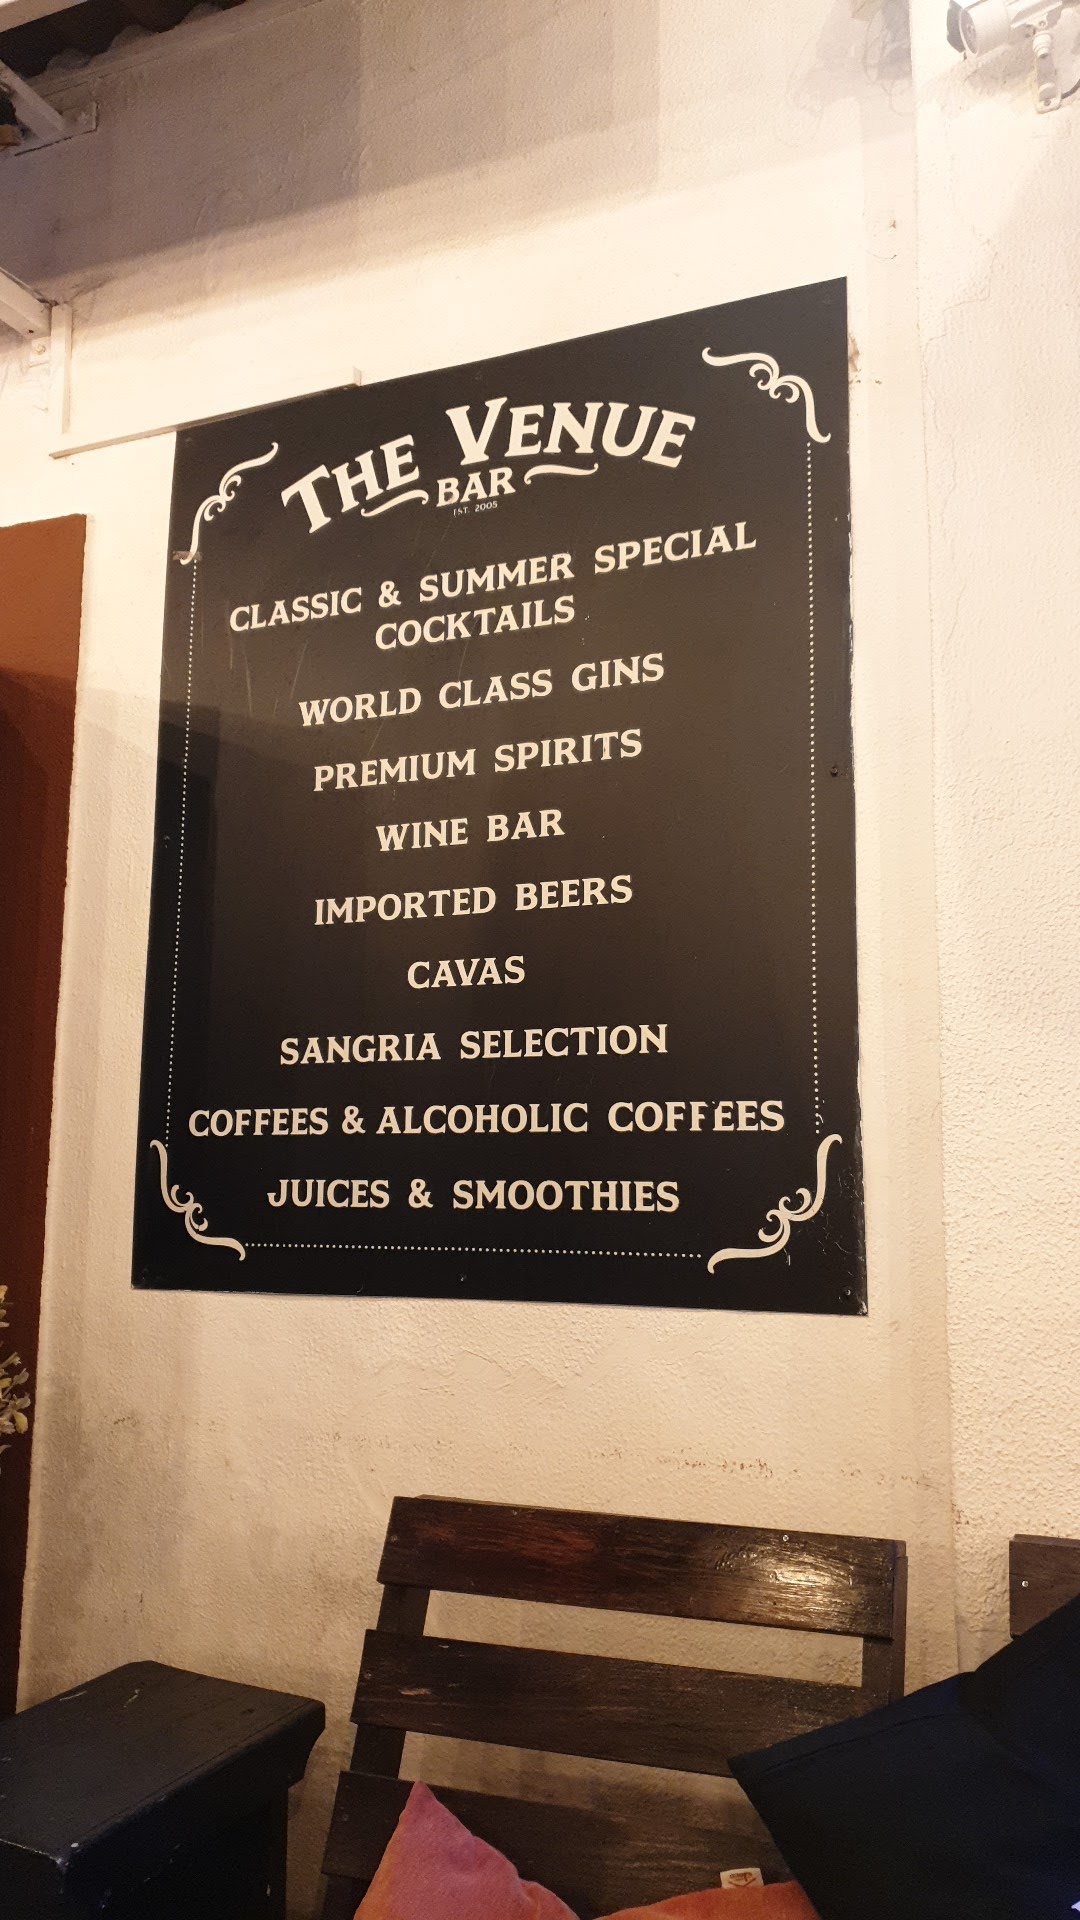 THE VENUE
BAR
EST. 2005
CLASSIC & SUMMER SPECIAL
COCKTAILS
WORLD CLASS GINS
PREMIUM SPIRITS
WINE BAR
IMPORTED BEERS
CAVAS
SANGRIA SELECTION
COFFEES & ALCOHOLIC COFFEES
JUICES & SMOOTHIES